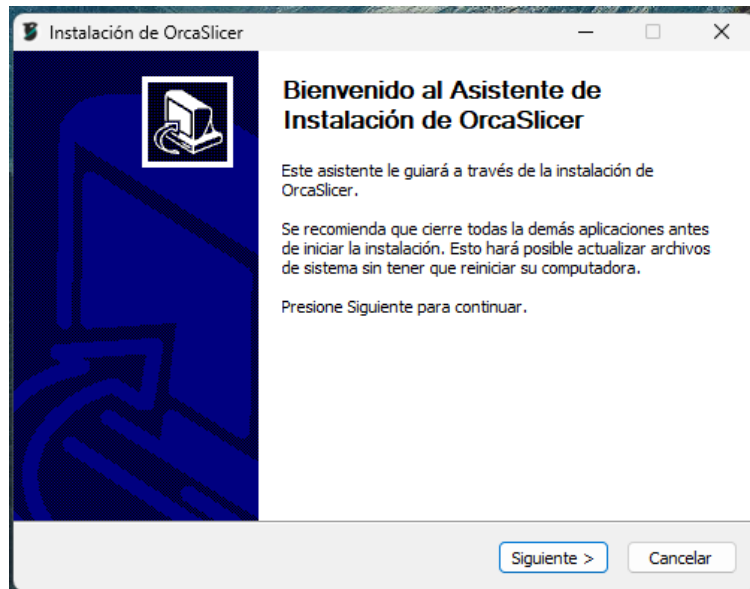 Instalación de OrcaSlicer
Bienvenido al Asistente de
Instalación de OrcaSlicer
Este asistente le guiará a través de la instalación de
OrcaSlicer.
Se recomienda que cierre todas la demás aplicaciones antes
de iniciar la instalación. Esto hará posible actualizar archivos
de sistema sin tener que reiniciar su computadora.
Presione Siguiente para continuar.
Siguiente >
Cancelar